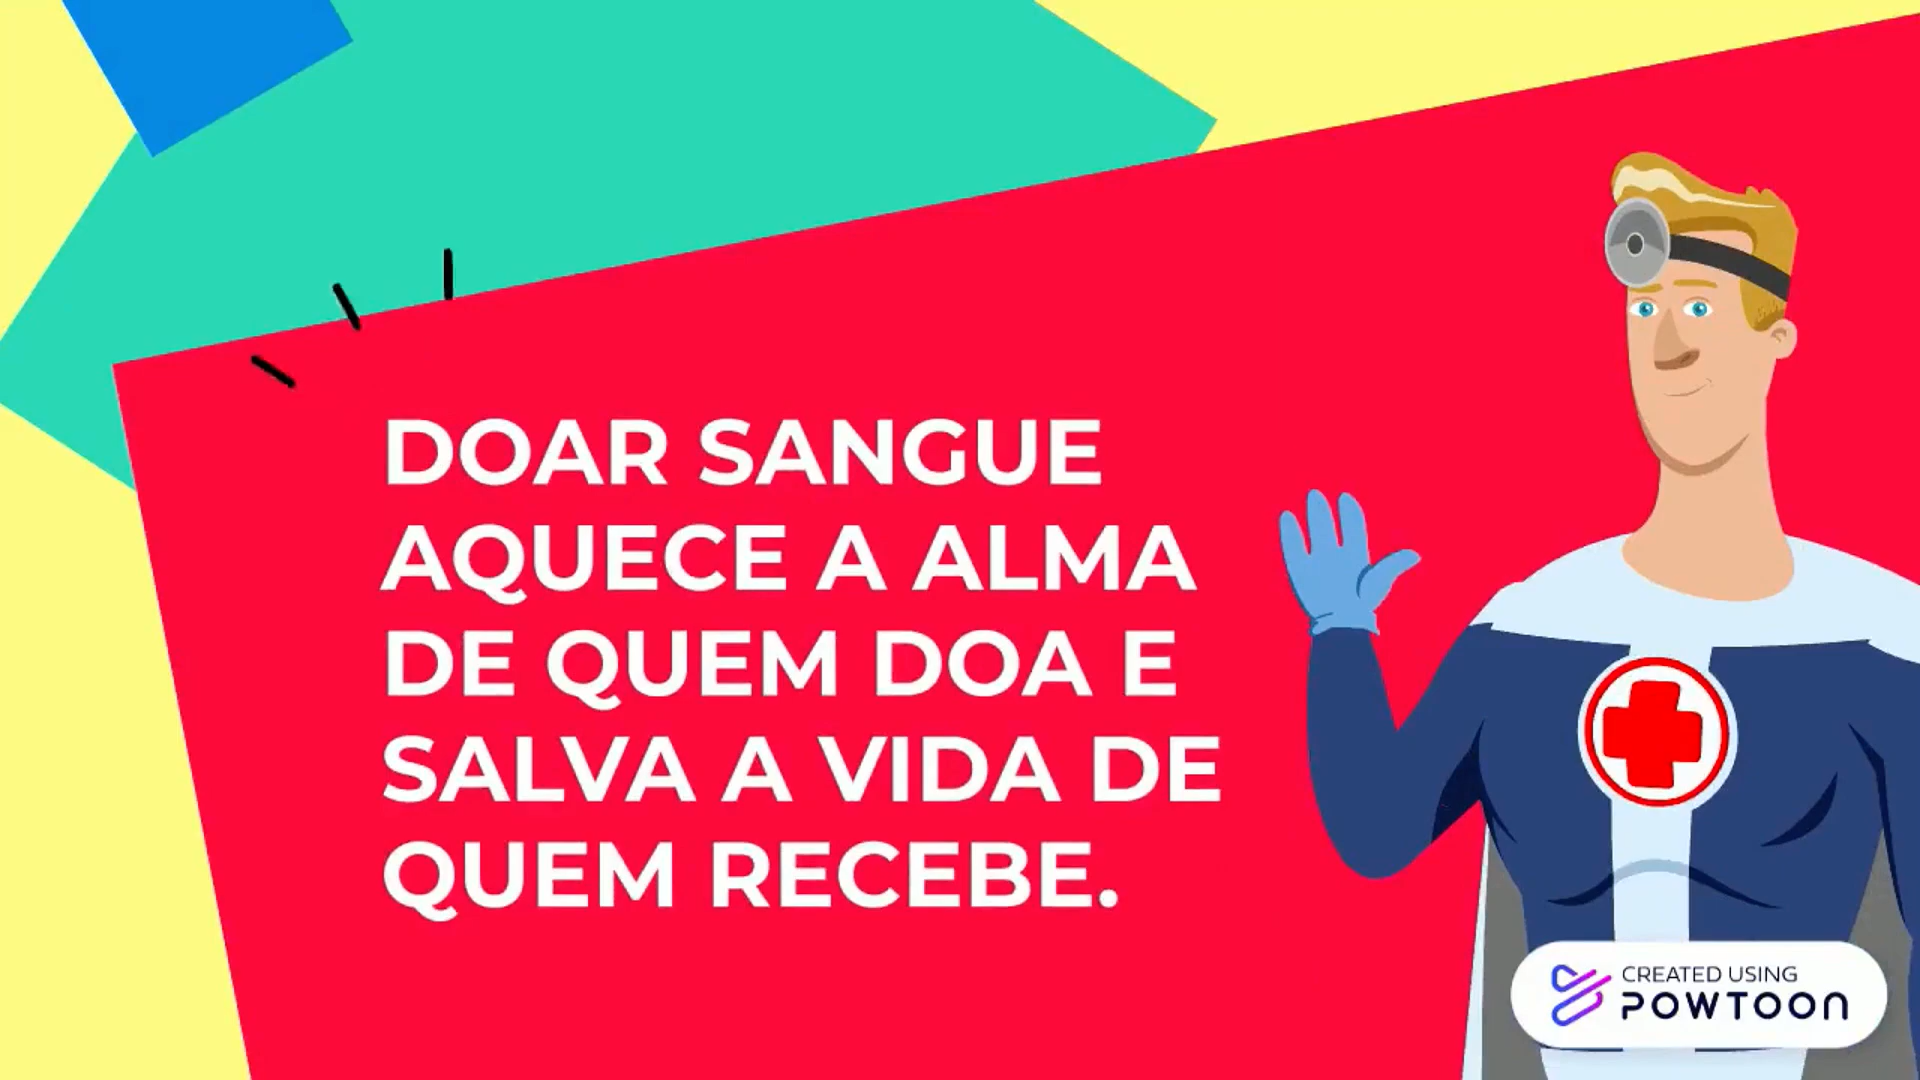 DOAR SANGUE
AQUECE A ALMA
DE QUEM DOA E
SALVA A VIDA DE
QUEM RECEBE.
CREATED USING
POWTOON